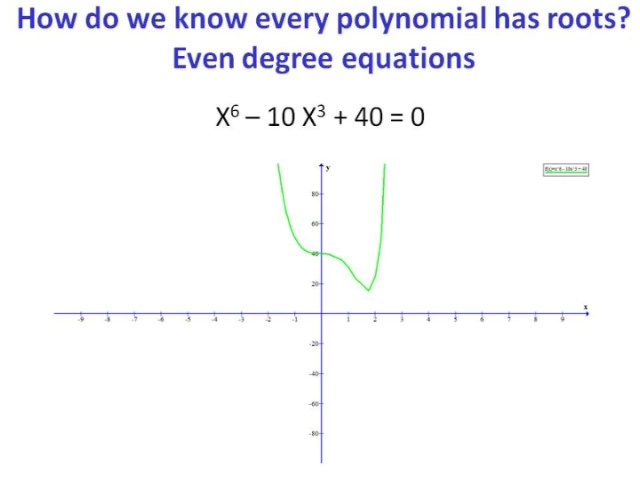 How do we know every polynomial has roots?
Even degree equations
X⁶ – 10 X³ + 40 = 0
y
80
60
40
20
x
-9 -8 -7 -6 -5 -4 -3 -2 -1 1 2 3 4 5 6 7 8 9
-20
-40
-60
-80